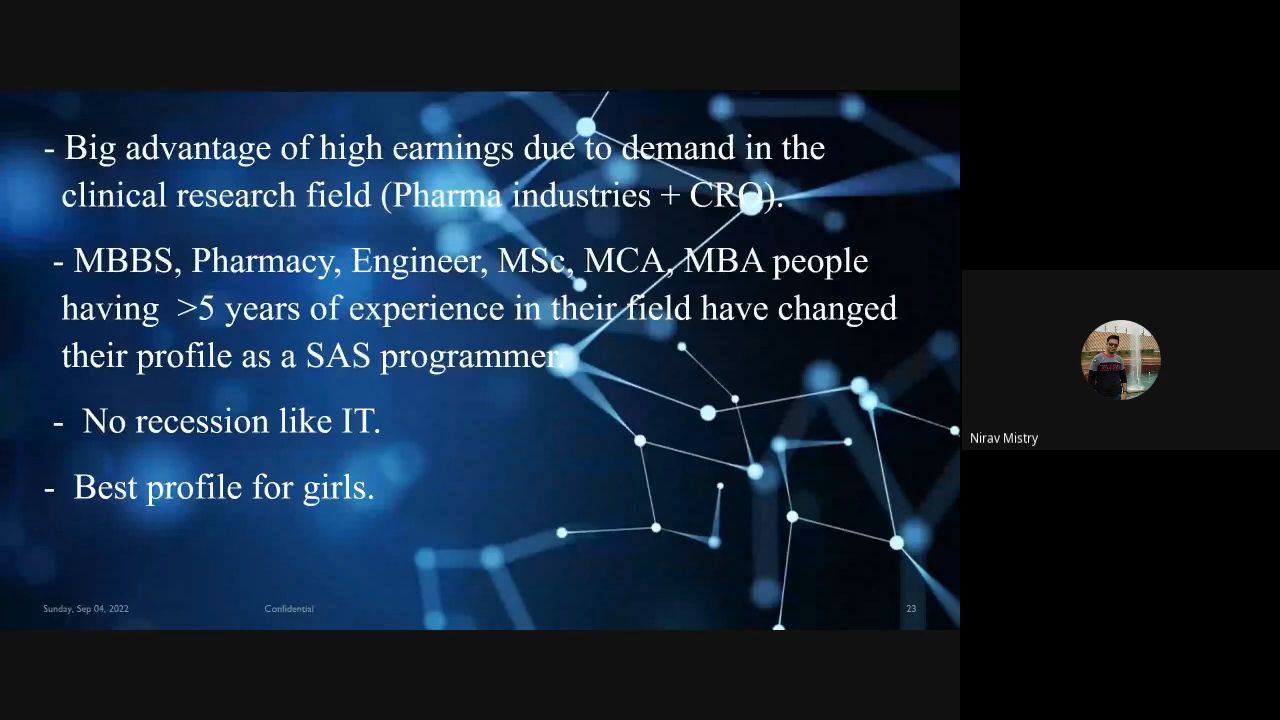 - Big advantage of high earnings due to demand in the
clinical research field (Pharma industries + CRO).
- MBBS, Pharmacy, Engineer, MSc, MCA, MBA people
having >5 years of experience in their field have changed
their profile as a SAS programmer.
- No recession like IT.
- Best profile for girls.
Sunday, Sep 04, 2022
Confidential
23
Nirav Mistry